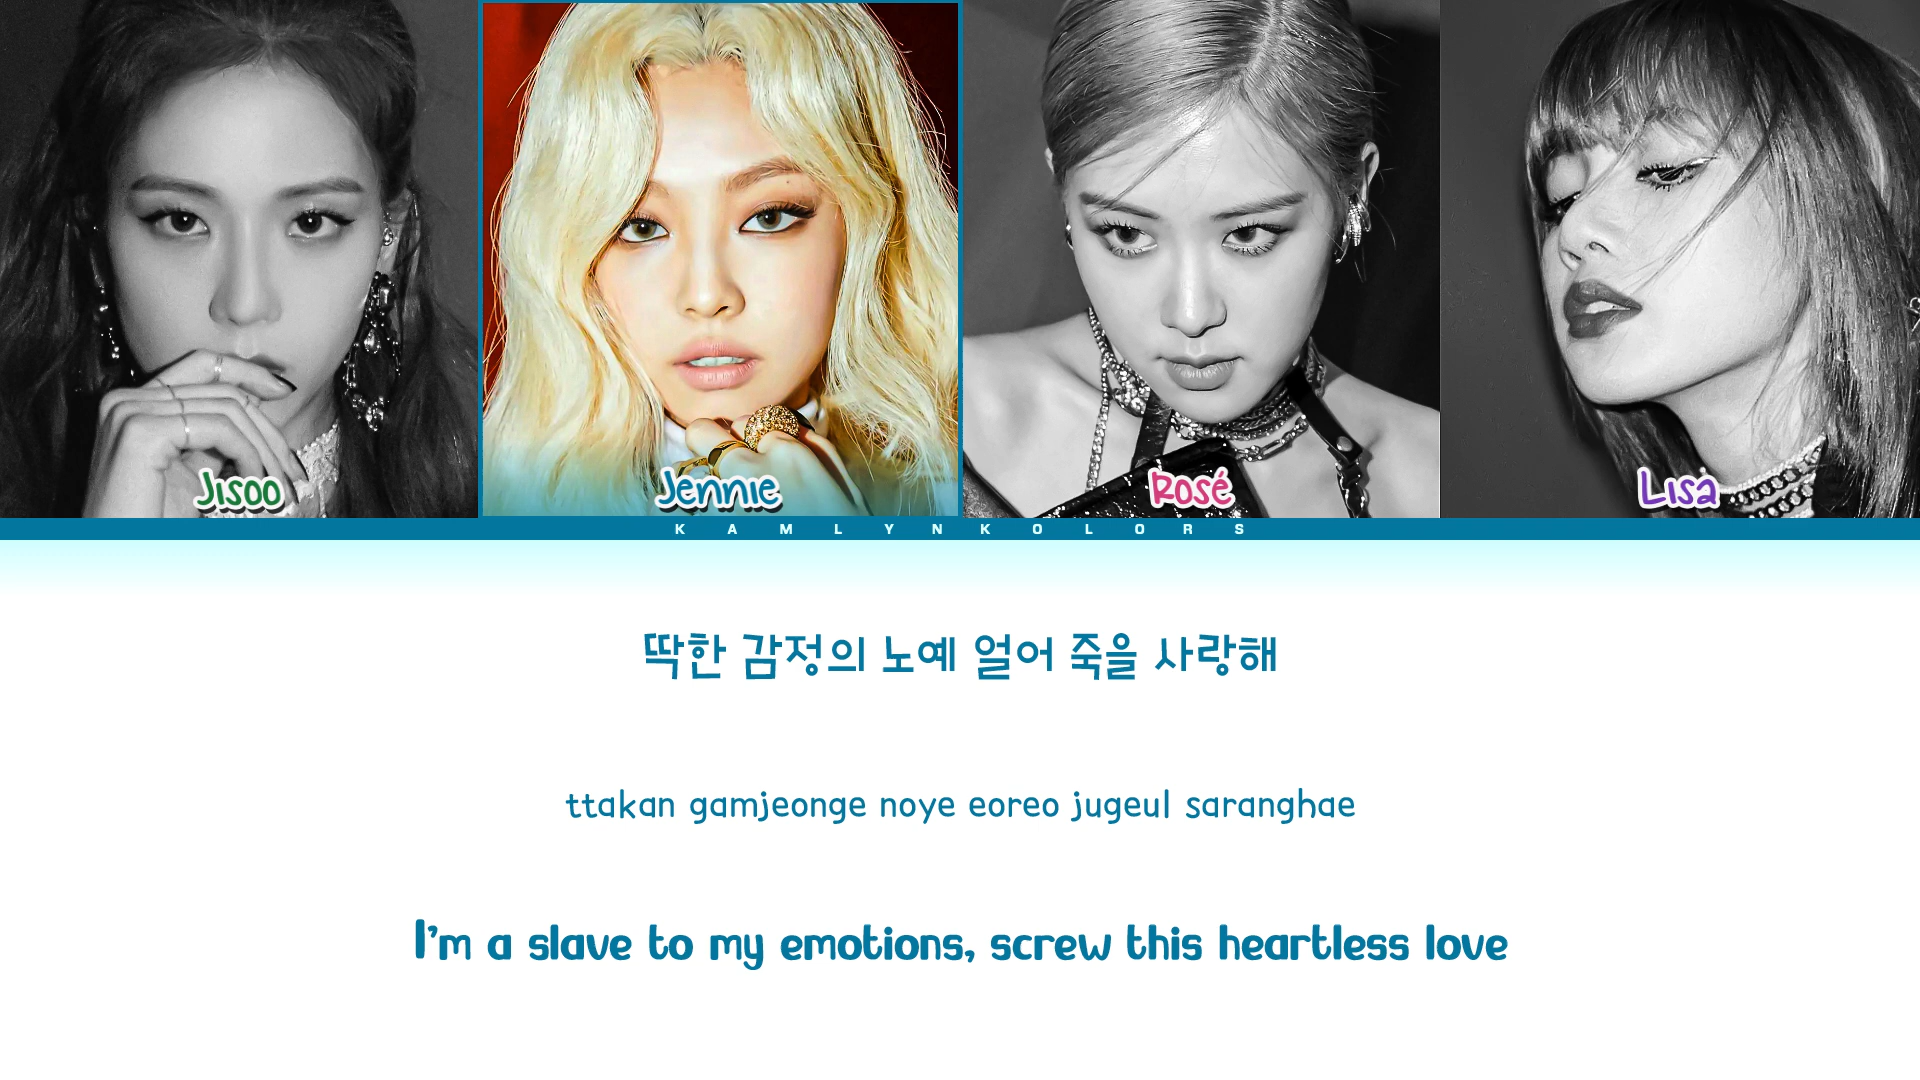 Jisoo
Jennie
Rosé
Lisa
KAMLYNKOLORS
딱한 감정의 노예 얼어 죽을 사랑해
ttakan gamjeonge noye eoreo jugeul saranghae
I'm a slave to my emotions, screw this heartless love